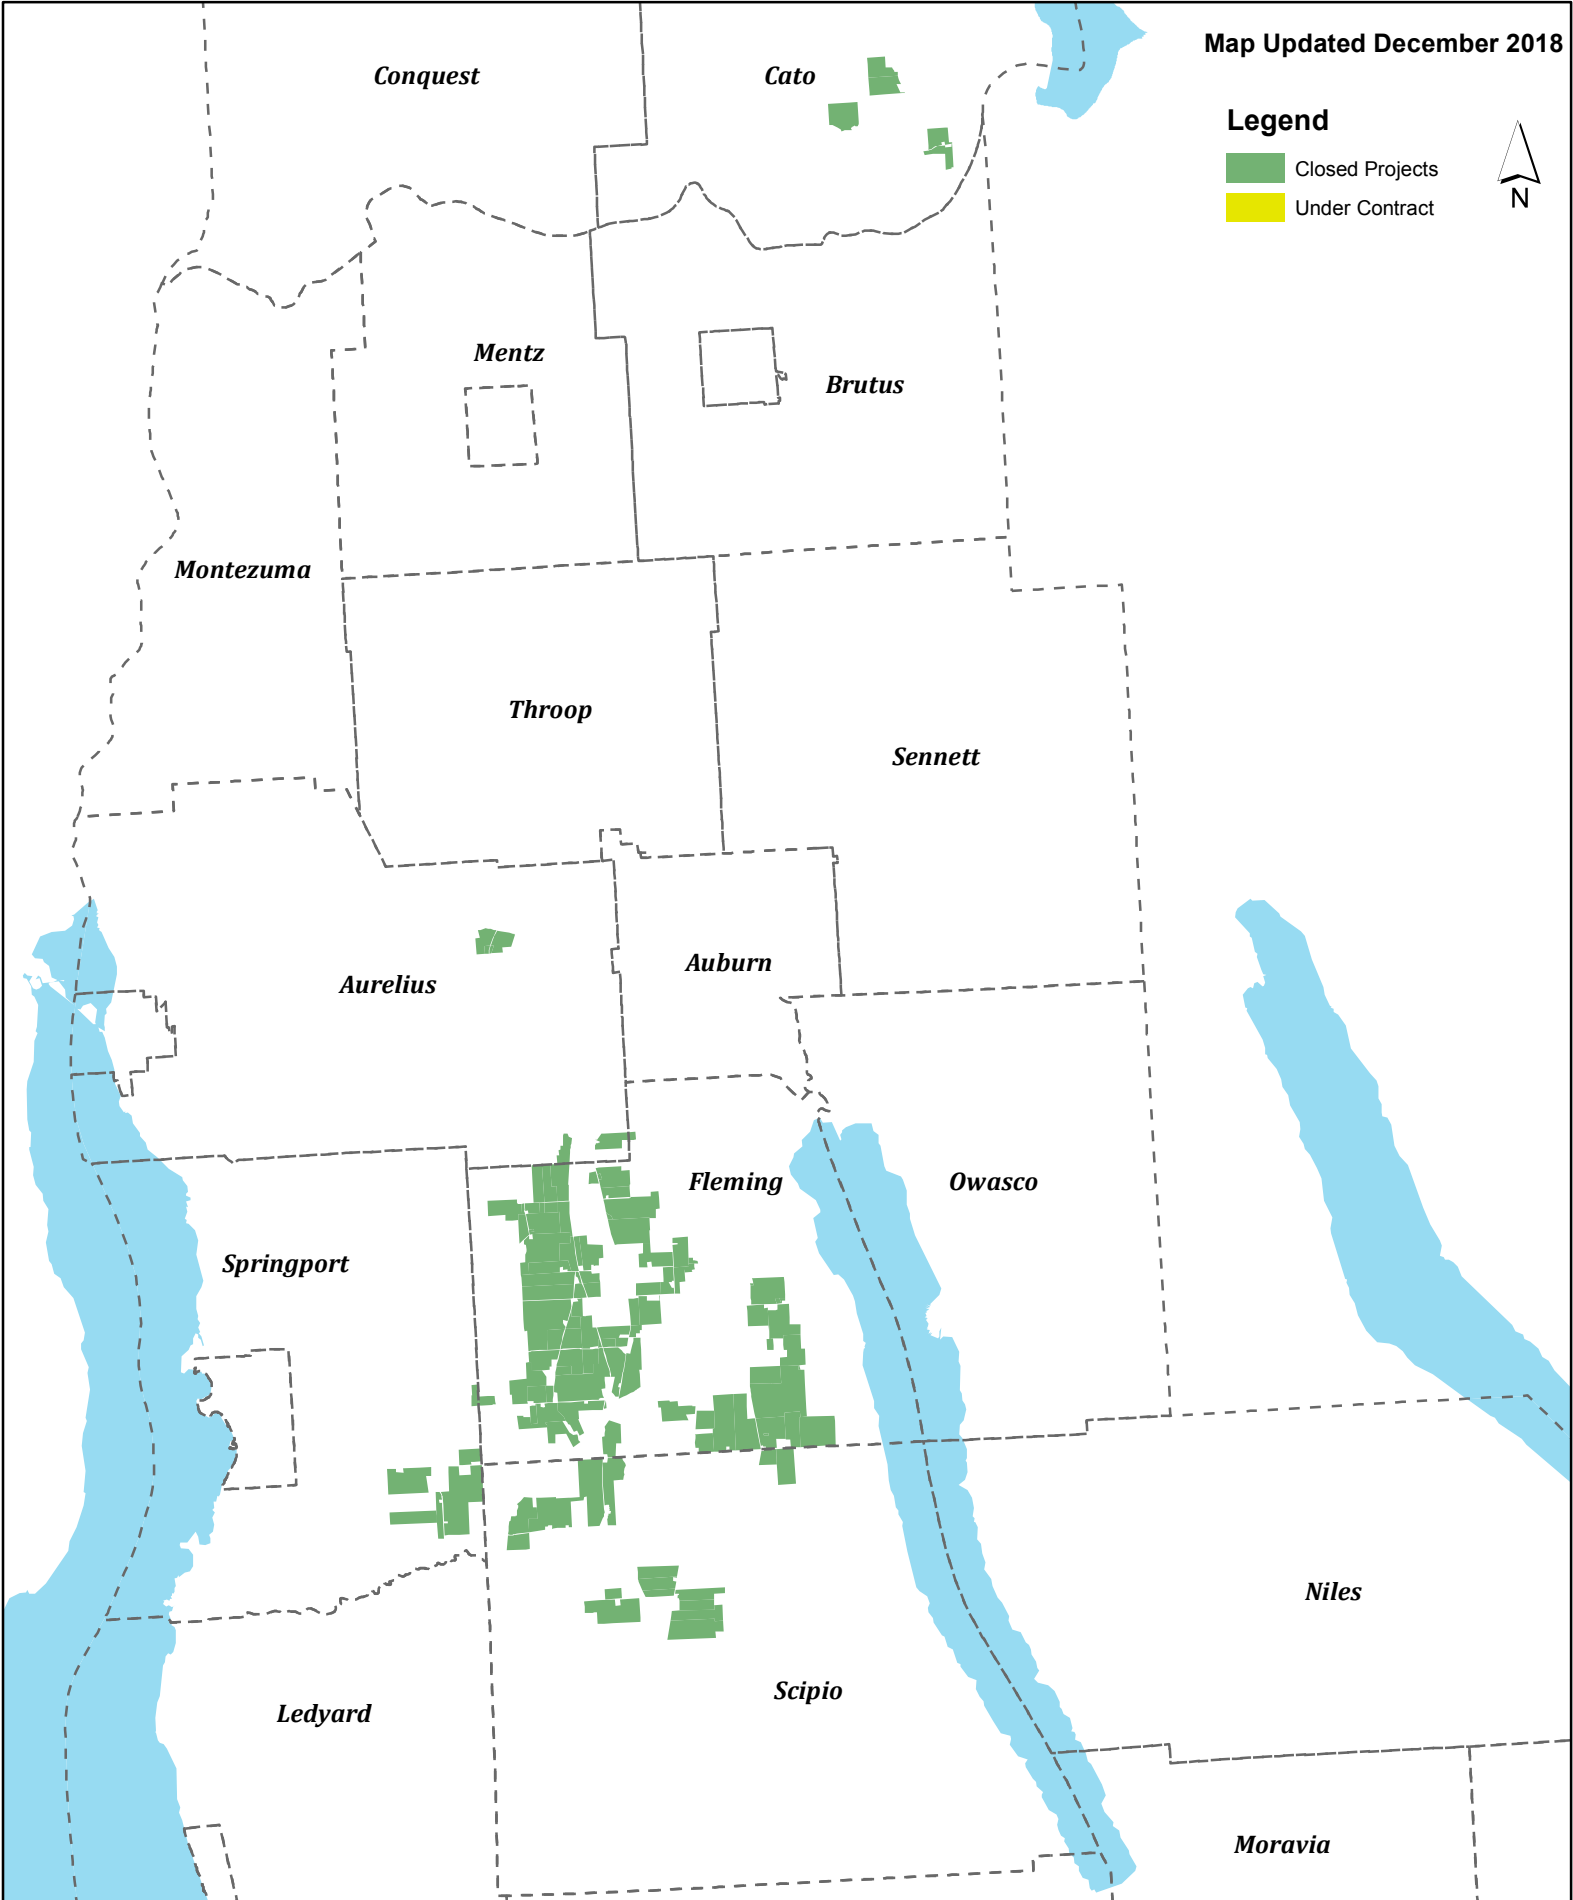 Map Updated December 2018
Conquest
Cato
Legend
Closed Projects
Under Contract
N
Mentz
Brutus
Montezuma
Throop
Sennett
Auburn
Aurelius
Fleming
Owasco
Springport
Niles
Scipio
Ledyard
Moravia